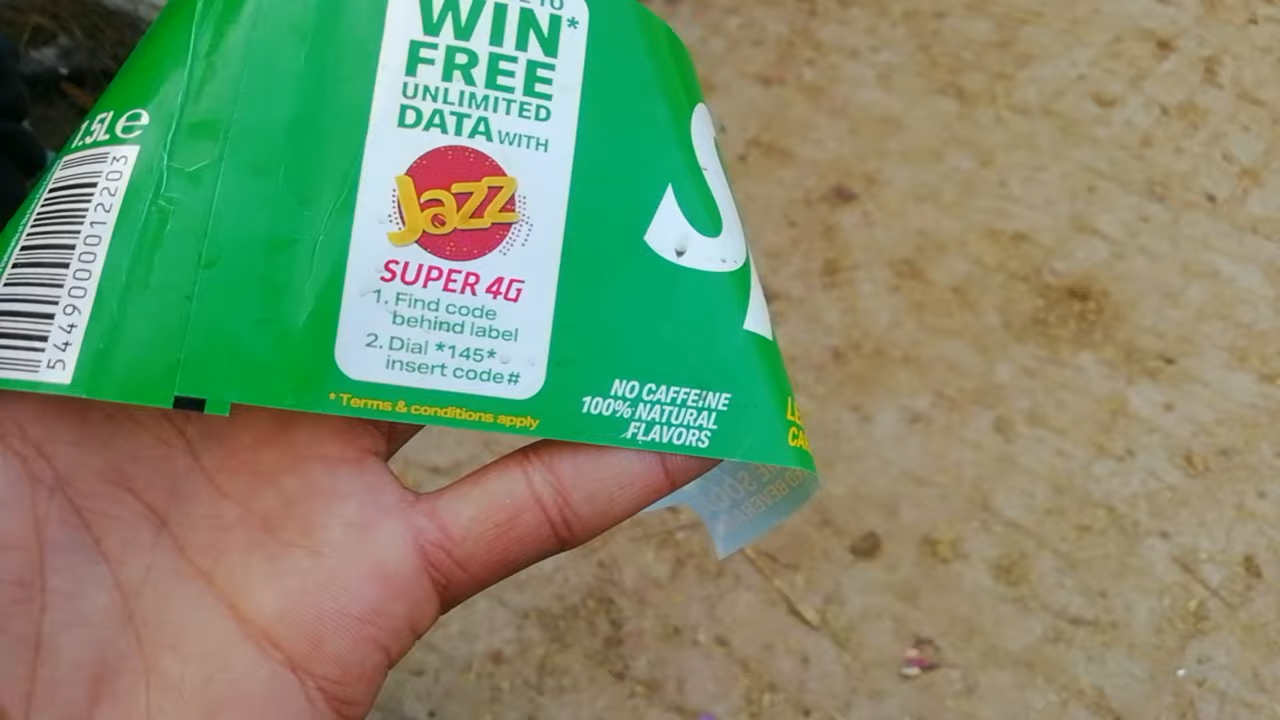 WIN*
FREE
UNLIMITED
DATA WITH
Jazz
SUPER 4G
1. Find code
behind label
2. Dial *145*
insert code#
* Terms & conditions apply
1.5L e
5449000012203
NO CAFFEINE
100% NATURAL
FLAVORS